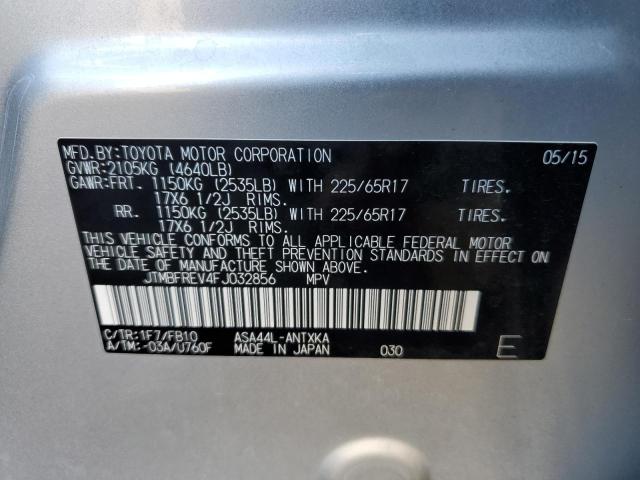 MFD.BY:TOYOTA MOTOR CORPORATION 05/15
GVWR:2105KG (4640LB)
GAWR:FRT. 1150KG (2535LB) WITH 225/65R17 TIRES.
17X6 1/2J RIMS.
RR. 1150KG (2535LB) WITH 225/65R17 TIRES.
17X6 1/2J RIMS.
THIS VEHICLE CONFORMS TO ALL APPLICABLE FEDERAL MOTOR
VEHICLE SAFETY AND THEFT PREVENTION STANDARDS IN EFFECT ON
THE DATE OF MANUFACTURE SHOWN ABOVE.
JTMBFREV4FJ032856 MPV
C/TR:1F7/FB10 ASA44L-ANTXKA
A/TM:-03A/U760F MADE IN JAPAN 030 E